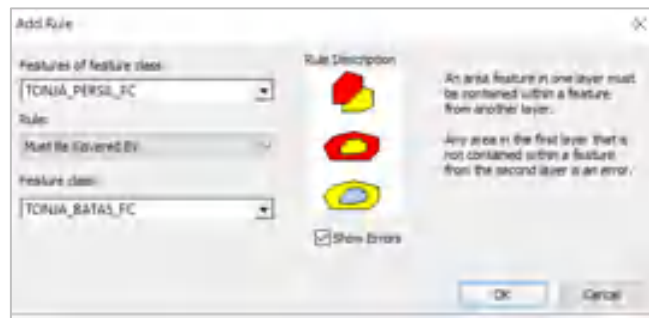 Add Rule
Features of feature class:
TONJA_PERSIL_FC
Rule:
Must Be Covered By
Feature class:
TONJA_BATAS_FC
Rule Description
An area feature in one layer must
be contained within a feature
from another layer.
Any area in the first layer that is
not contained within a feature
from the second layer is an error.
Show Errors
OK
Cancel